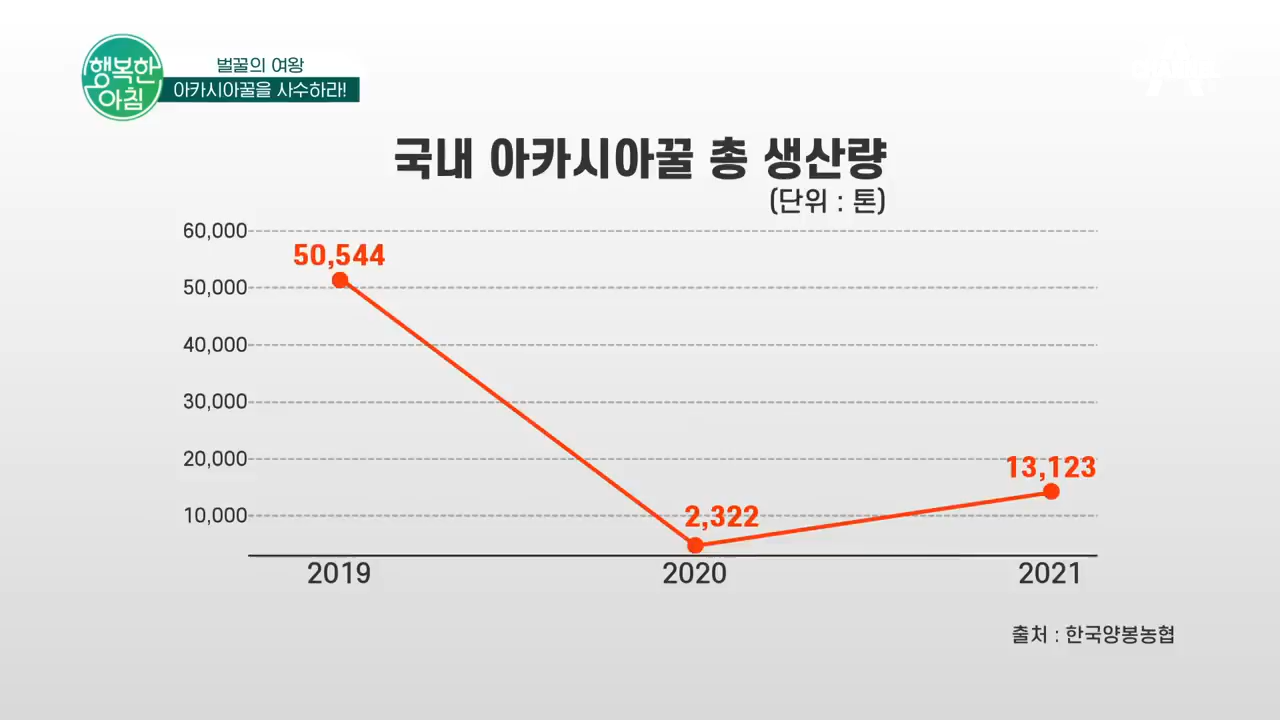 행복한
아침
벌꿀의 여왕
아카시아꿀을 사수하라!
국내 아카시아꿀 총 생산량
(단위 : 톤)
60,000
50,544
50,000
40,000
30,000
20,000
13,123
10,000
2,322
2019
2020
2021
출처 : 한국양봉농협